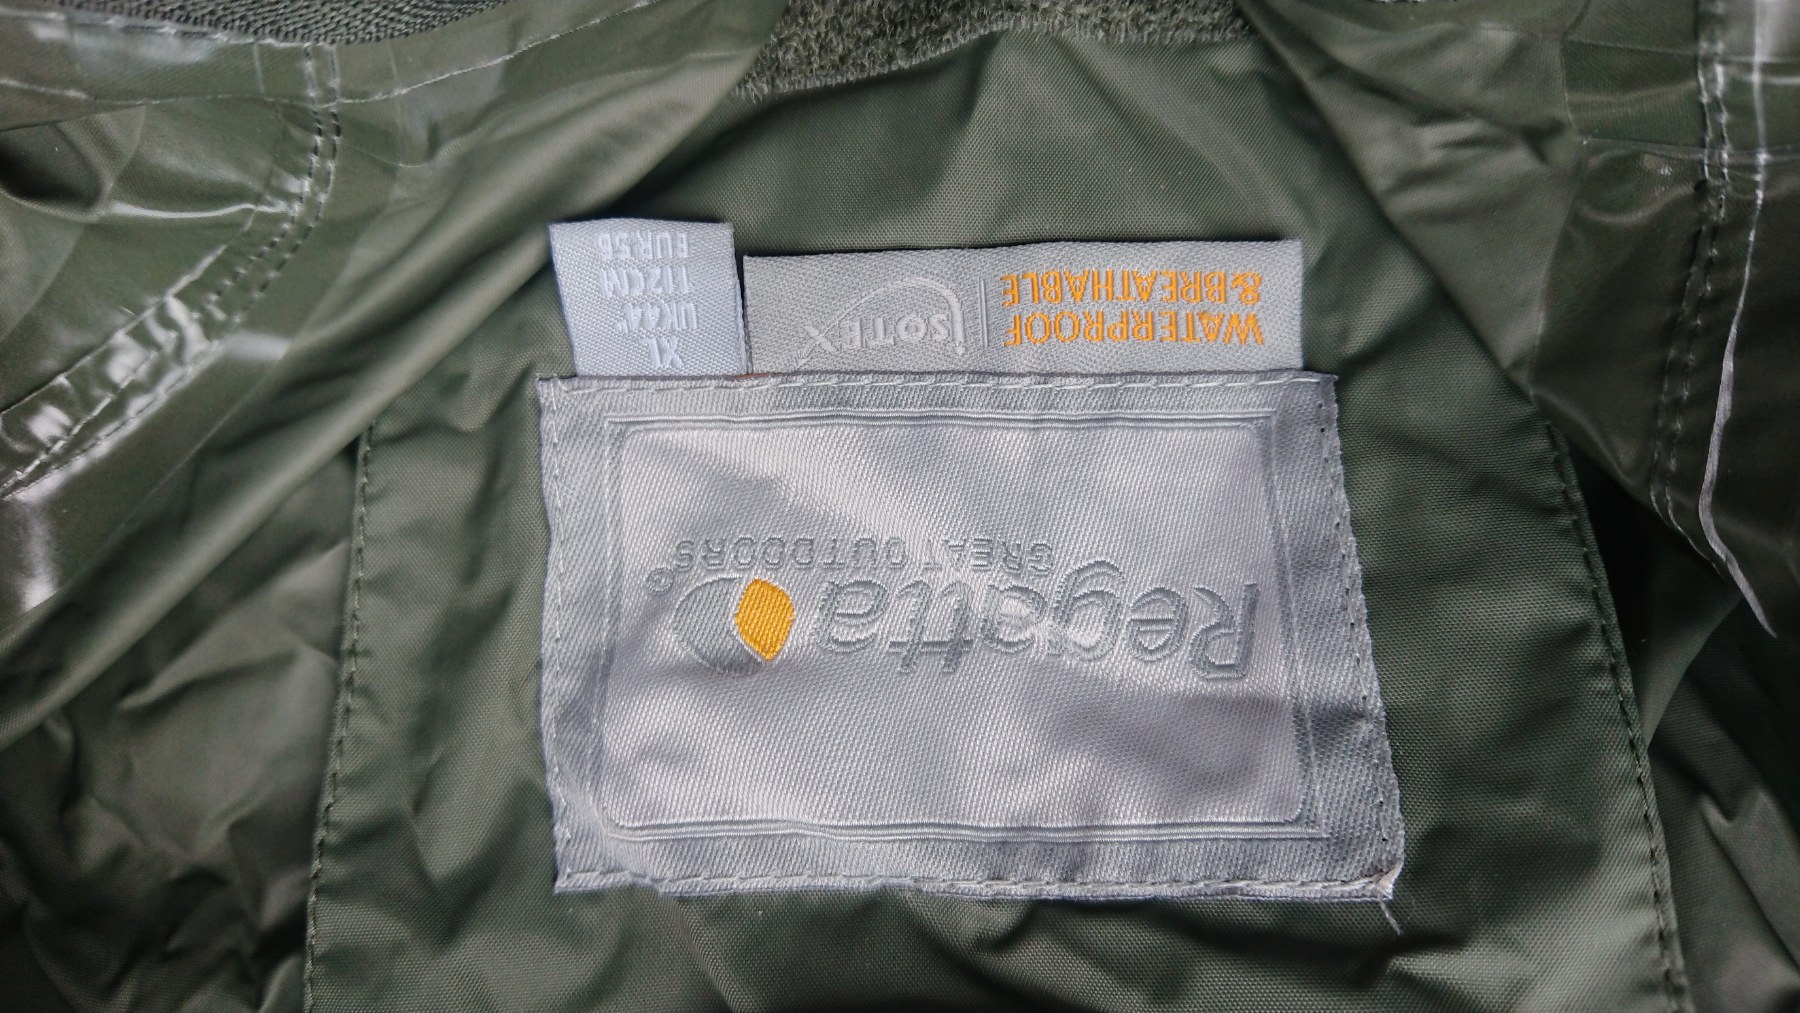 Regatta
GREAT OUTDOORS®
WATERPROOF
&BREATHABLE
isoTEX
XL
UK44"
112CM
EUR56